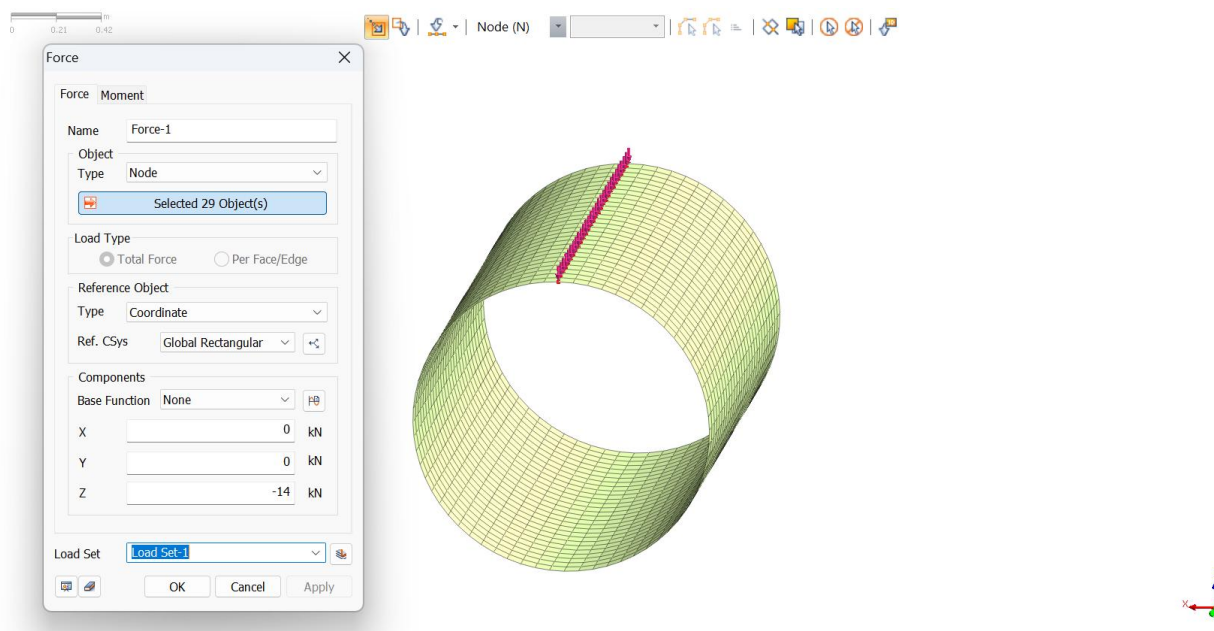 m
0 0.21 0.42
Node (N)
Force
Force Moment
Name Force-1
Object
Type Node
Selected 29 Object(s)
Load Type
Total Force Per Face/Edge
Reference Object
Type Coordinate
Ref. CSys Global Rectangular
Components
Base Function None
X 0 kN
Y 0 kN
Z -14 kN
Load Set Load Set-1
OK Cancel Apply
X